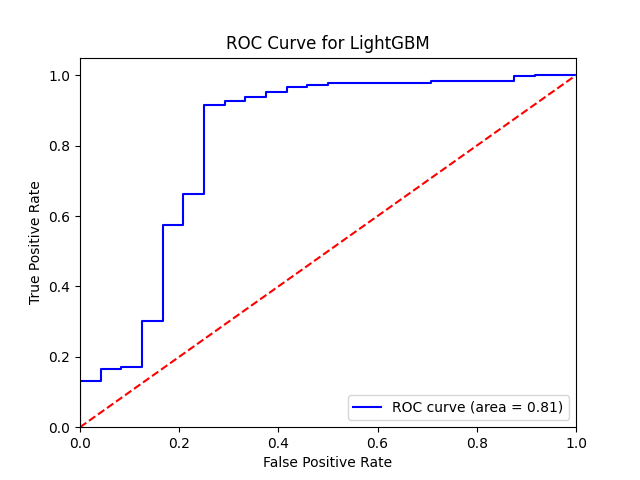 ROC Curve for LightGBM
1.0
0.8
0.6
0.4
0.2
0.0
True Positive Rate
ROC curve (area = 0.81)
0.0 0.2 0.4 0.6 0.8 1.0
False Positive Rate